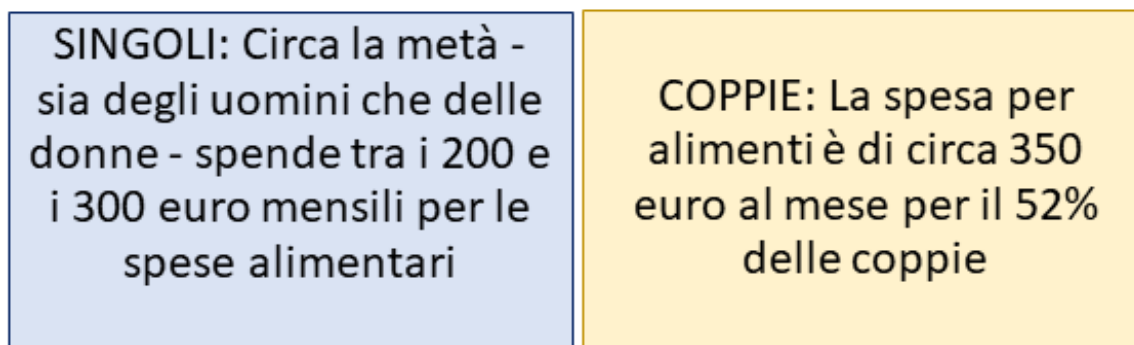 SINGOLI: Circa la metà -
sia degli uomini che delle
donne - spende tra i 200 e
i 300 euro mensili per le
spese alimentari
COPPIE: La spesa per
alimenti è di circa 350
euro al mese per il 52%
delle coppie